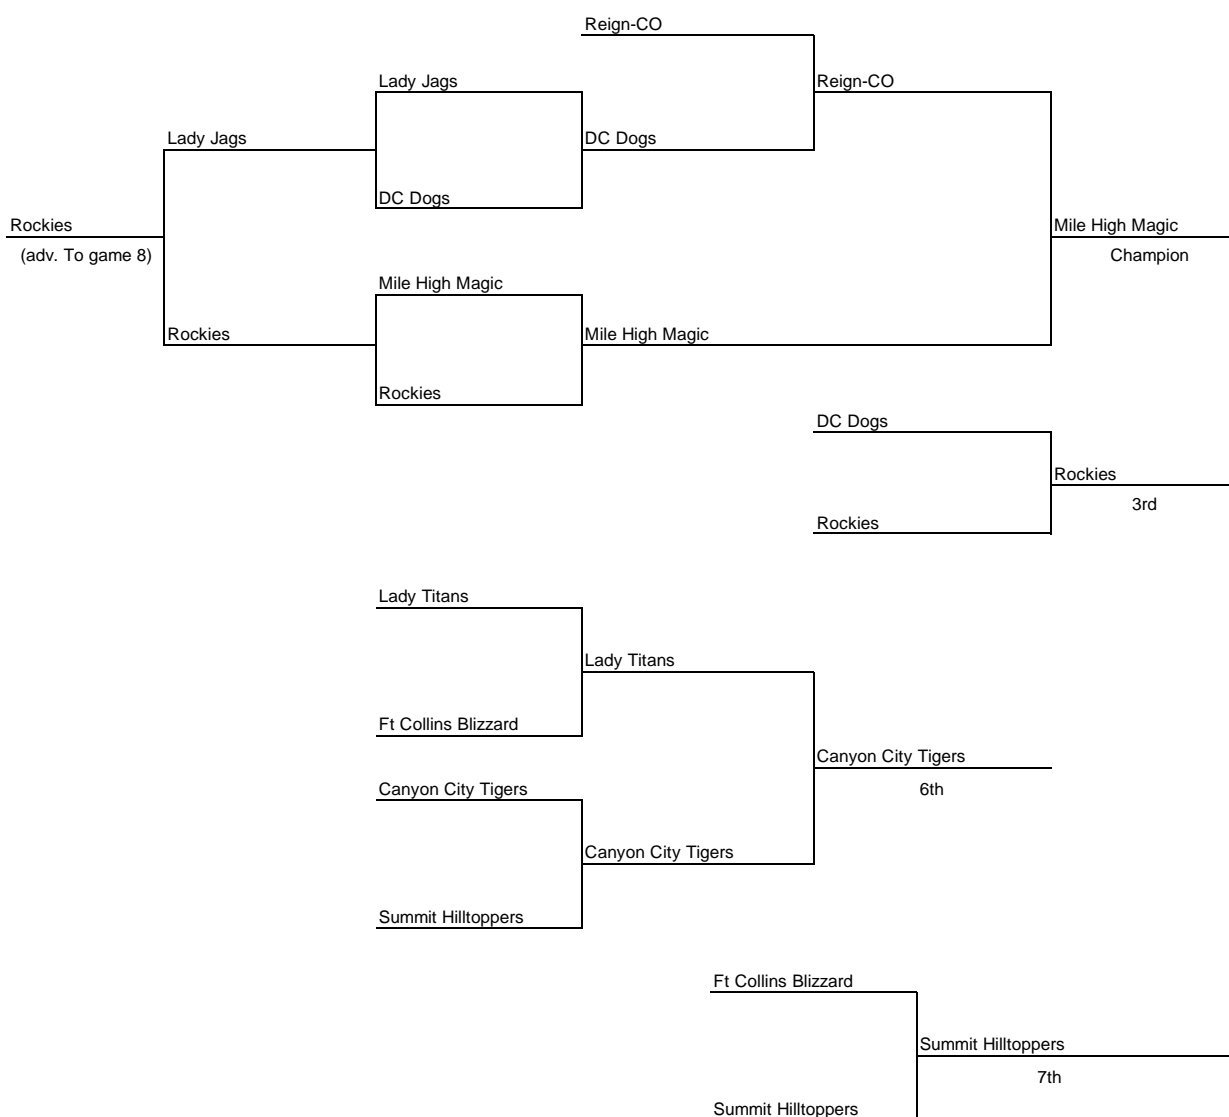 Reign-CO
Lady Jags
Reign-CO
Lady Jags
DC Dogs
DC Dogs
Rockies
Mile High Magic
(adv. To game 8)
Champion
Mile High Magic
Rockies
Mile High Magic
Rockies
DC Dogs
Rockies
3rd
Rockies
Lady Titans
Lady Titans
Ft Collins Blizzard
Canyon City Tigers
Canyon City Tigers
6th
Canyon City Tigers
Summit Hilltoppers
Ft Collins Blizzard
Summit Hilltoppers
7th
Summit Hilltoppers